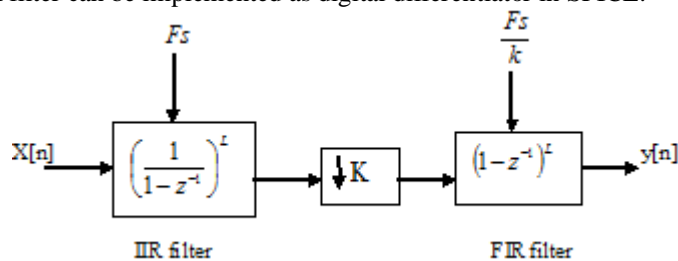 filter can be implemented as digital differentiator in SPICE.
Fs
Fs/k
X[n]
(1/(1-z⁻¹))ᴸ
K
(1-z⁻¹)ᴸ
y[n]
IIR filter
FIR filter